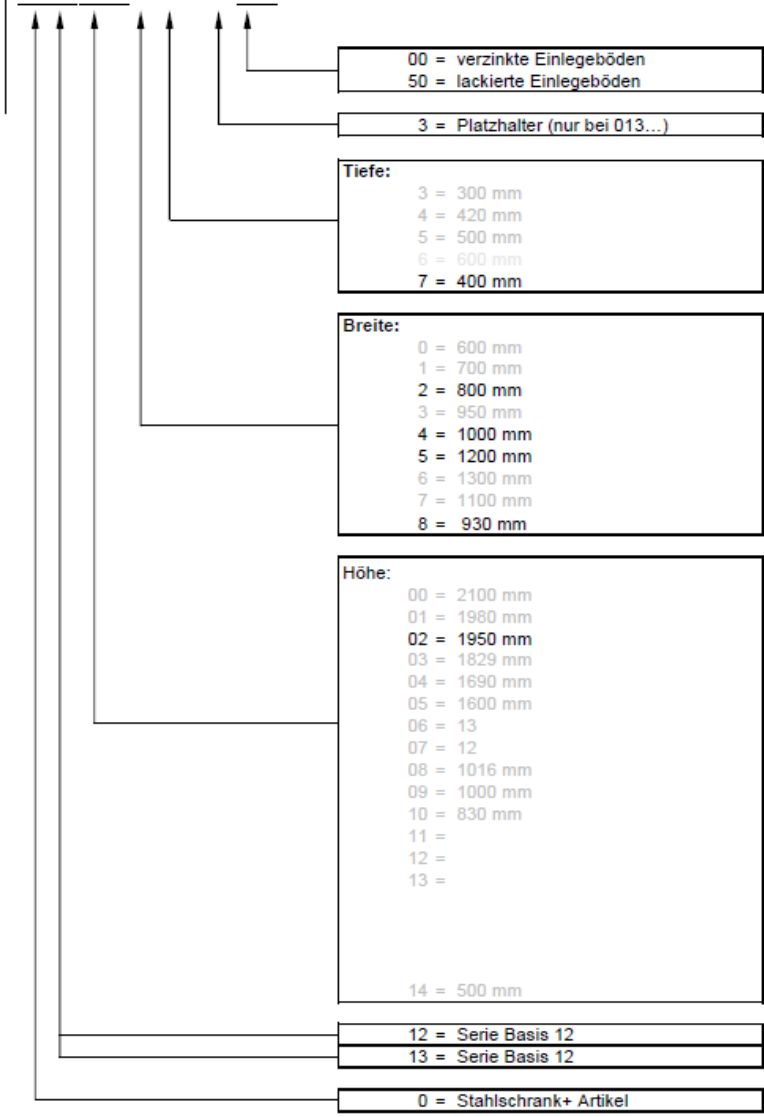 00 = verzinkte Einlegeböden
50 = lackierte Einlegeböden
3 = Platzhalter (nur bei 013...)
Tiefe:
3 = 300 mm
4 = 420 mm
5 = 500 mm
6 = 600 mm
7 = 400 mm
Breite:
0 = 600 mm
1 = 700 mm
2 = 800 mm
3 = 950 mm
4 = 1000 mm
5 = 1200 mm
6 = 1300 mm
7 = 1100 mm
8 = 930 mm
Höhe:
00 = 2100 mm
01 = 1980 mm
02 = 1950 mm
03 = 1829 mm
04 = 1690 mm
05 = 1600 mm
06 = 13
07 = 12
08 = 1016 mm
09 = 1000 mm
10 = 830 mm
11 =
12 =
13 =
14 = 500 mm
12 = Serie Basis 12
13 = Serie Basis 12
0 = Stahlschrank+ Artikel